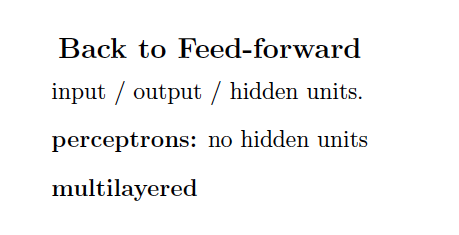 Back to Feed-forward
input / output / hidden units.
perceptrons: no hidden units
multilayered